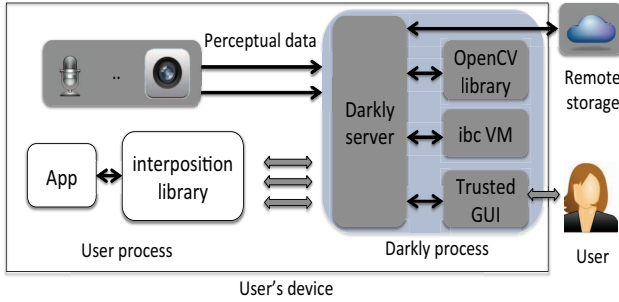 Perceptual data
..
OpenCV
library
Remote
storage
Darkly
server
ibc VM
App
interposition
library
Trusted
GUI
User process
Darkly process
User
User's device